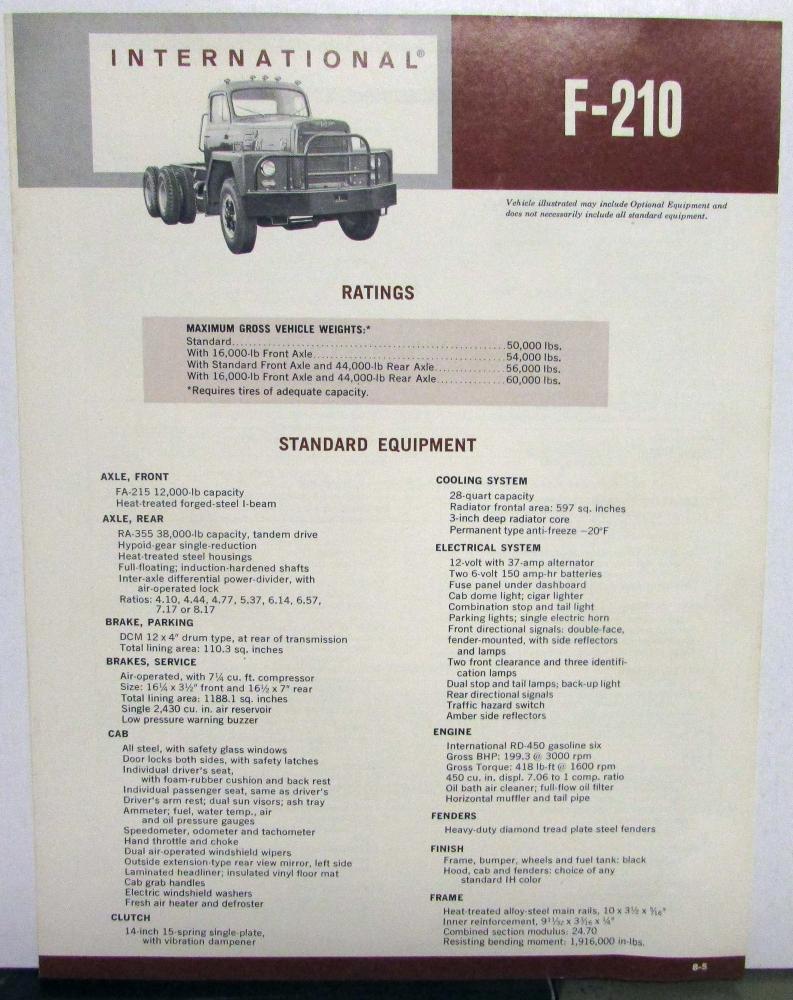 INTERNATIONAL®
F-210
Vehicle illustrated may include Optional Equipment and
does not necessarily include all standard equipment.
RATINGS
MAXIMUM GROSS VEHICLE WEIGHTS:*
Standard..........50,000 lbs.
With 16,000-lb Front Axle..........54,000 lbs.
With Standard Front Axle and 44,000-lb Rear Axle..........56,000 lbs.
With 16,000-lb Front Axle and 44,000-lb Rear Axle..........60,000 lbs.
*Requires tires of adequate capacity.
STANDARD EQUIPMENT
AXLE, FRONT
FA-215 12,000-lb capacity
Heat-treated forged-steel I-beam
AXLE, REAR
RA-355 38,000-lb capacity, tandem drive
Hypoid-gear single-reduction
Heat-treated steel housings
Full-floating; induction-hardened shafts
Inter-axle differential power-divider, with
air-operated lock
Ratios: 4.10, 4.44, 4.77, 5.37, 6.14, 6.57,
7.17 or 8.17
BRAKE, PARKING
DCM 12 x 4" drum type, at rear of transmission
Total lining area: 110.3 sq. inches
BRAKES, SERVICE
Air-operated, with 7¼ cu. ft. compressor
Size: 16¼ x 3½" front and 16½ x 7" rear
Total lining area: 1188.1 sq. inches
Single 2,430 cu. in. air reservoir
Low pressure warning buzzer
CAB
All steel, with safety glass windows
Door locks both sides, with safety latches
Individual driver's seat,
with foam-rubber cushion and back rest
Individual passenger seat, same as driver's
Driver's arm rest; dual sun visors; ash tray
Ammeter; fuel, water temp., air
and oil pressure gauges
Speedometer, odometer and tachometer
Hand throttle and choke
Dual air-operated windshield wipers
Outside extension-type rear view mirror, left side
Laminated headliner; insulated vinyl floor mat
Cab grab handles
Electric windshield washers
Fresh air heater and defroster
CLUTCH
14-inch 15-spring single-plate,
with vibration dampener
COOLING SYSTEM
28-quart capacity
Radiator frontal area: 597 sq. inches
3-inch deep radiator core
Permanent type anti-freeze −20°F
ELECTRICAL SYSTEM
12-volt with 37-amp alternator
Two 6-volt 150 amp-hr batteries
Fuse panel under dashboard
Cab dome light; cigar lighter
Combination stop and tail light
Parking lights; single electric horn
Front directional signals: double-face,
fender-mounted, with side reflectors
and lamps
Two front clearance and three identifi-
cation lamps
Dual stop and tail lamps; back-up light
Rear directional signals
Traffic hazard switch
Amber side reflectors
ENGINE
International RD-450 gasoline six
Gross BHP: 199.3 @ 3000 rpm
Gross Torque: 418 lb-ft @ 1600 rpm
450 cu. in. displ. 7.06 to 1 comp. ratio
Oil bath air cleaner; full-flow oil filter
Horizontal muffler and tail pipe
FENDERS
Heavy-duty diamond tread plate steel fenders
FINISH
Frame, bumper, wheels and fuel tank: black
Hood, cab and fenders: choice of any
standard IH color
FRAME
Heat-treated alloy-steel main rails, 10 x 3½ x 5/16"
Inner reinforcement, 9 11/32 x 3 3/16 x ¼"
Combined section modulus: 24.70
Resisting bending moment: 1,916,000 in-lbs.
8-5